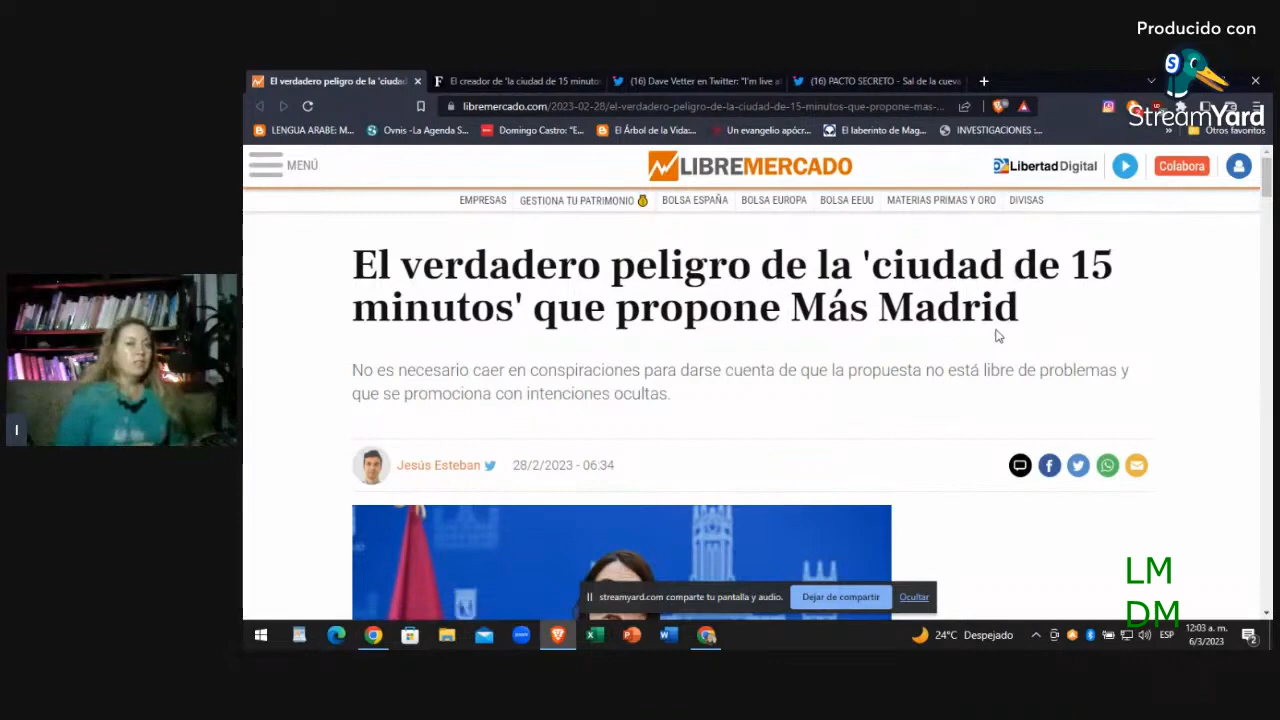 Producido con
StreamYard
El verdadero peligro de la 'ciudad
El creador de 'la ciudad de 15 minuto
(16) Dave Vetter en Twitter: "I'm live a
(16) PACTO SECRETO - Sal de la cueva
libremercado.com/2023-02-28/el-verdadero-peligro-de-la-ciudad-de-15-minutos-que-propone-mas-...
LENGUA ARABE: M...
Ovnis -La Agenda S...
Domingo Castro: "E...
El Árbol de la Vida:...
Un evangelio apócr...
El laberinto de Mag...
INVESTIGACIONES :...
Otros favoritos
MENÚ
LIBREMERCADO
Libertad Digital
Colabora
EMPRESAS
GESTIONA TU PATRIMONIO
BOLSA ESPAÑA
BOLSA EUROPA
BOLSA EEUU
MATERIAS PRIMAS Y ORO
DIVISAS
El verdadero peligro de la 'ciudad de 15
minutos' que propone Más Madrid
No es necesario caer en conspiraciones para darse cuenta de que la propuesta no está libre de problemas y
que se promociona con intenciones ocultas.
Jesús Esteban
28/2/2023 - 06:34
I
streamyard.com comparte tu pantalla y audio.
Dejar de compartir
Ocultar
LM
DM
24°C Despejado
ESP
12:03 a. m.
6/3/2023
2